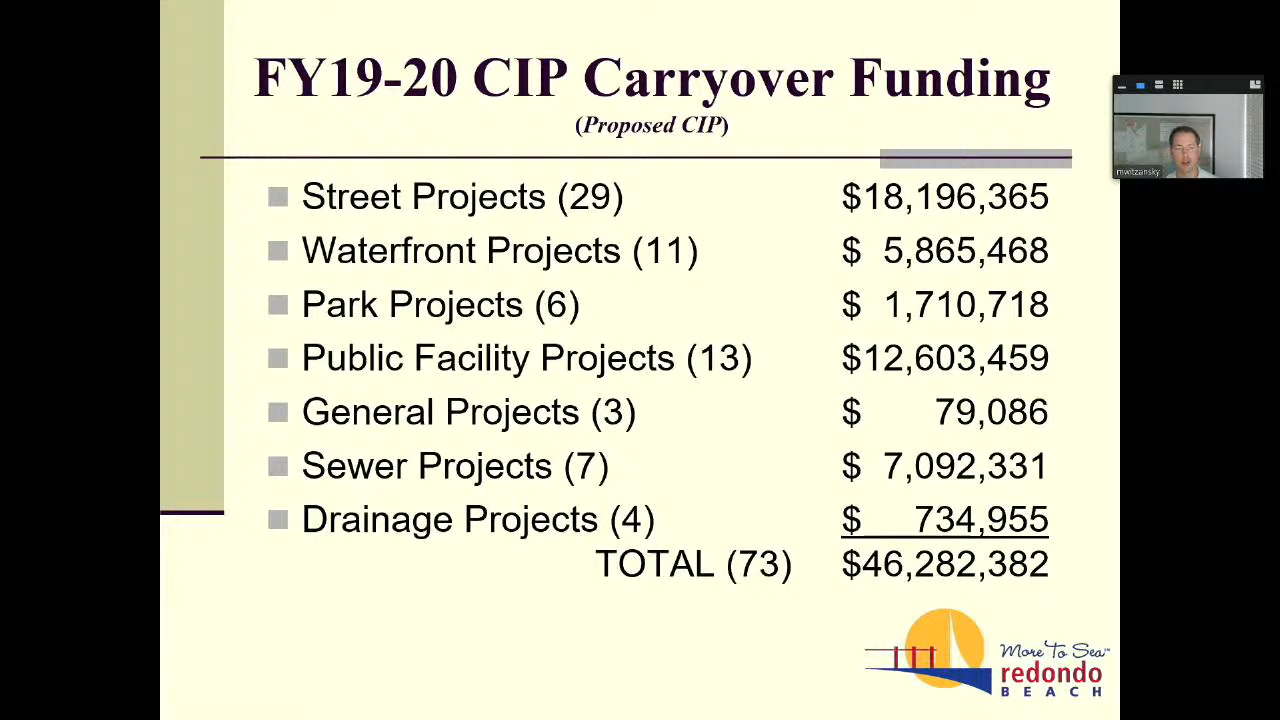 FY19-20 CIP Carryover Funding
(Proposed CIP)
mwitzansky
Street Projects (29) $18,196,365
Waterfront Projects (11) $ 5,865,468
Park Projects (6) $ 1,710,718
Public Facility Projects (13) $12,603,459
General Projects (3) $ 79,086
Sewer Projects (7) $ 7,092,331
Drainage Projects (4) $ 734,955
TOTAL (73) $46,282,382
More To Sea™
redondo
BEACH